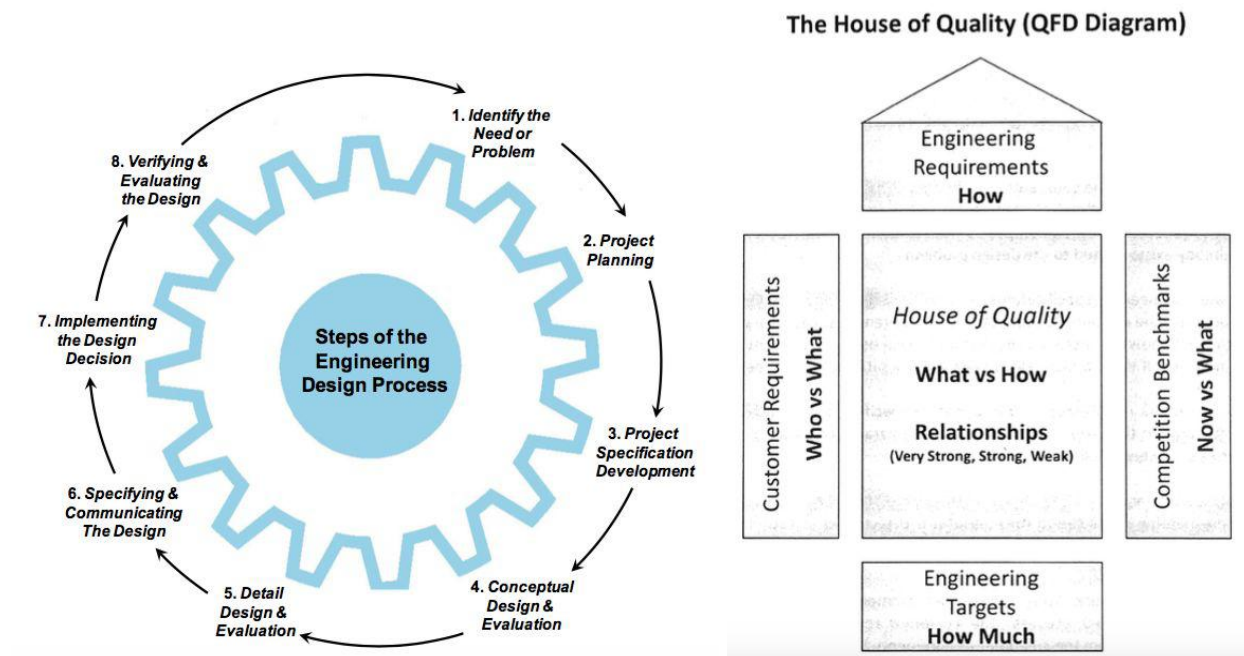 1. Identify the
Need or
Problem
2. Project
Planning
3. Project
Specification
Development
4. Conceptual
Design &
Evaluation
5. Detail
Design &
Evaluation
6. Specifying &
Communicating
The Design
7. Implementing
the Design
Decision
8. Verifying &
Evaluating
the Design
Steps of the
Engineering
Design Process
The House of Quality (QFD Diagram)
Engineering
Requirements
How
Customer Requirements
Who vs What
House of Quality
What vs How
Relationships
(Very Strong, Strong, Weak)
Competition Benchmarks
Now vs What
Engineering
Targets
How Much